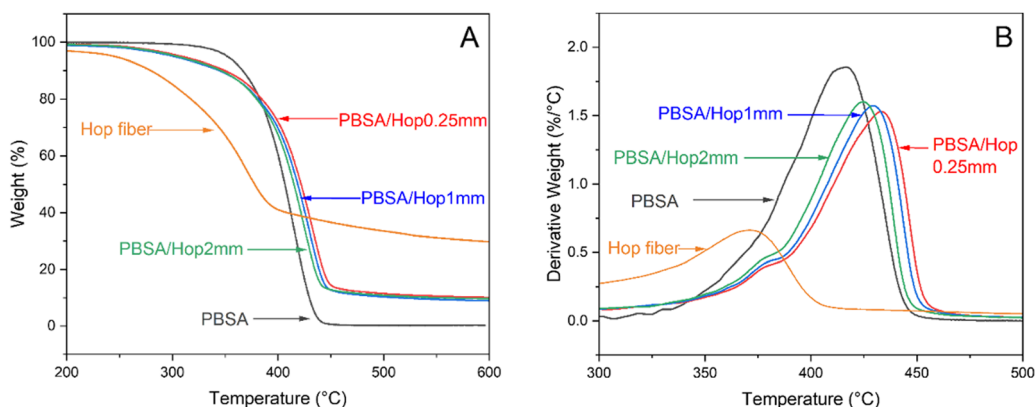 A
100
80
60
40
20
0
Weight (%)
Hop fiber
PBSA/Hop0.25mm
PBSA/Hop1mm
PBSA/Hop2mm
PBSA
200
300
400
500
600
Temperature (°C)
B
2.0
1.5
1.0
0.5
0.0
Derivative Weight (%/°C)
PBSA/Hop1mm
PBSA/Hop2mm
PBSA/Hop
0.25mm
PBSA
Hop fiber
300
350
400
450
500
Temperature (°C)